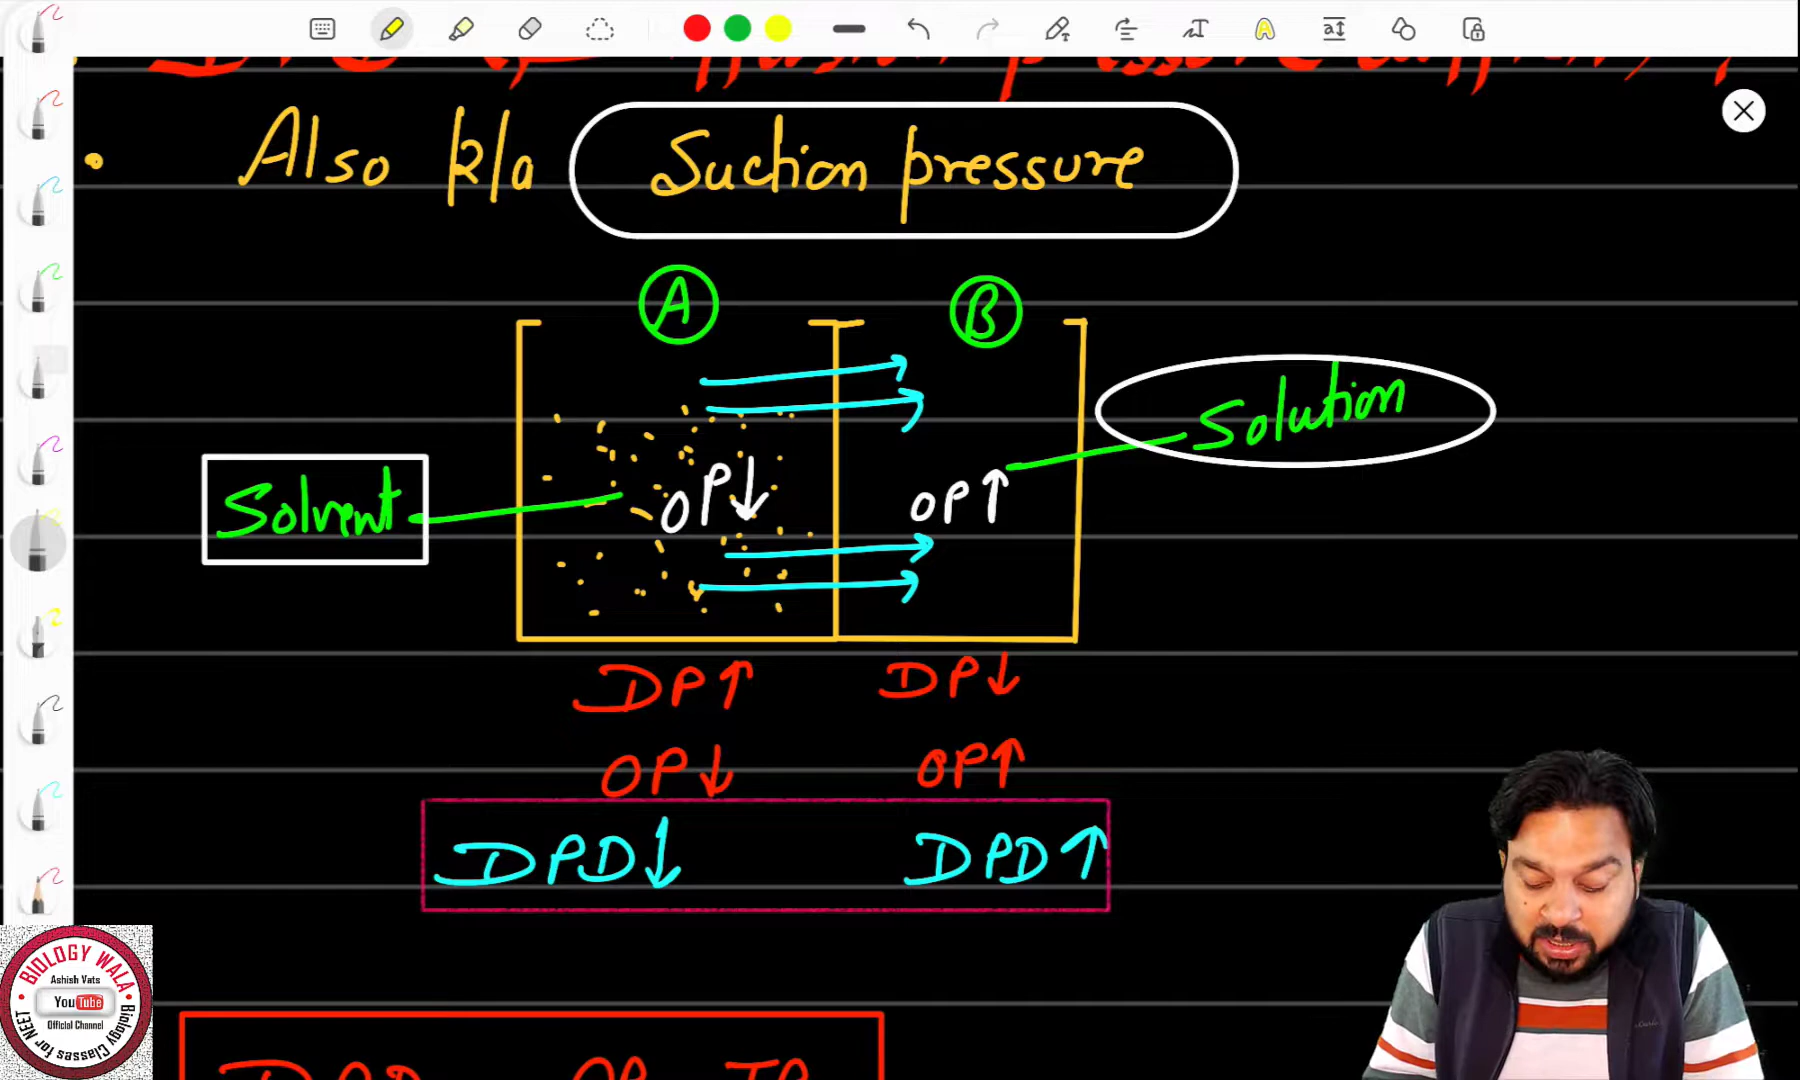 • Also k/a Suction pressure
A B
Solution
Solvent
OP↓ OP↑
DP↑ DP↓
OP↓ OP↑
DPD↓ DPD↑
BIOLOGY WALA
Ashish Vats
YouTube
Official Channel
Biology Classes for NEET